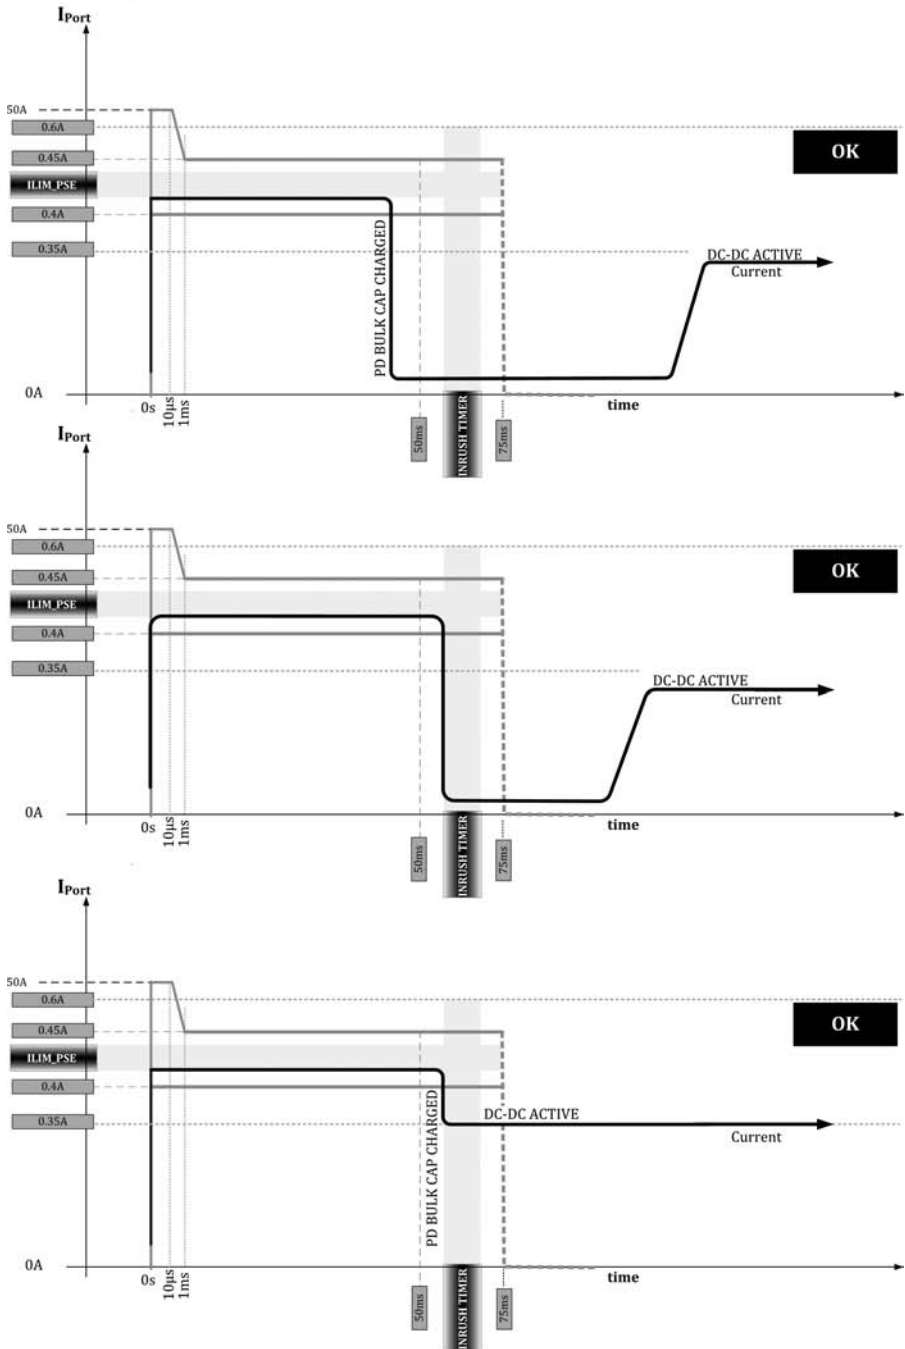 IPort
50A
0.6A
OK
0.45A
ILIM_PSE
0.4A
0.35A
PD BULK CAP CHARGED
DC-DC ACTIVE
Current
0A
0s
10μs
1ms
time
50ms
INRUSH TIMER
75ms
IPort
50A
0.6A
OK
0.45A
ILIM_PSE
0.4A
0.35A
DC-DC ACTIVE
Current
0A
0s
10μs
1ms
time
50ms
INRUSH TIMER
75ms
IPort
50A
0.6A
OK
0.45A
ILIM_PSE
0.4A
0.35A
PD BULK CAP CHARGED
DC-DC ACTIVE
Current
0A
0s
10μs
1ms
time
50ms
INRUSH TIMER
75ms